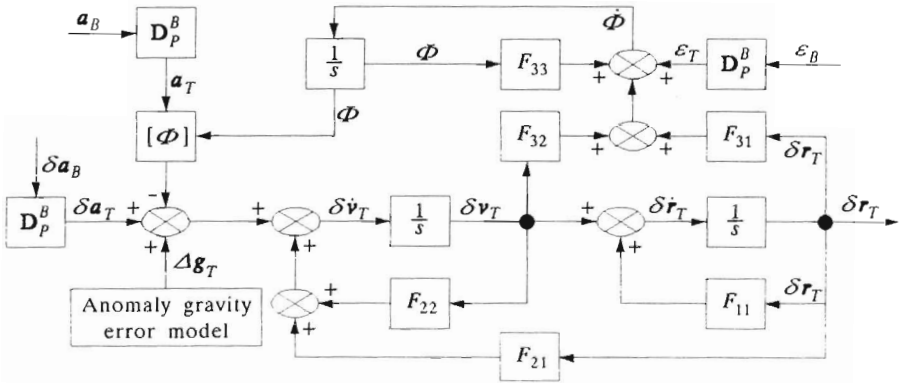 a_B
D_P^B
Φ̇
1/s
Φ
F_33
+
+
ε_T
D_P^B
ε_B
a_T
Φ
[Φ]
F_32
+
+
F_31
δr_T
δa_B
-
D_P^B
δa_T
+
+
δv̇_T
1/s
δv_T
+
δṙ_T
1/s
δr_T
+
Δg_T
+
+
Anomaly gravity
error model
+
F_22
+
F_11
δr_T
+
F_21